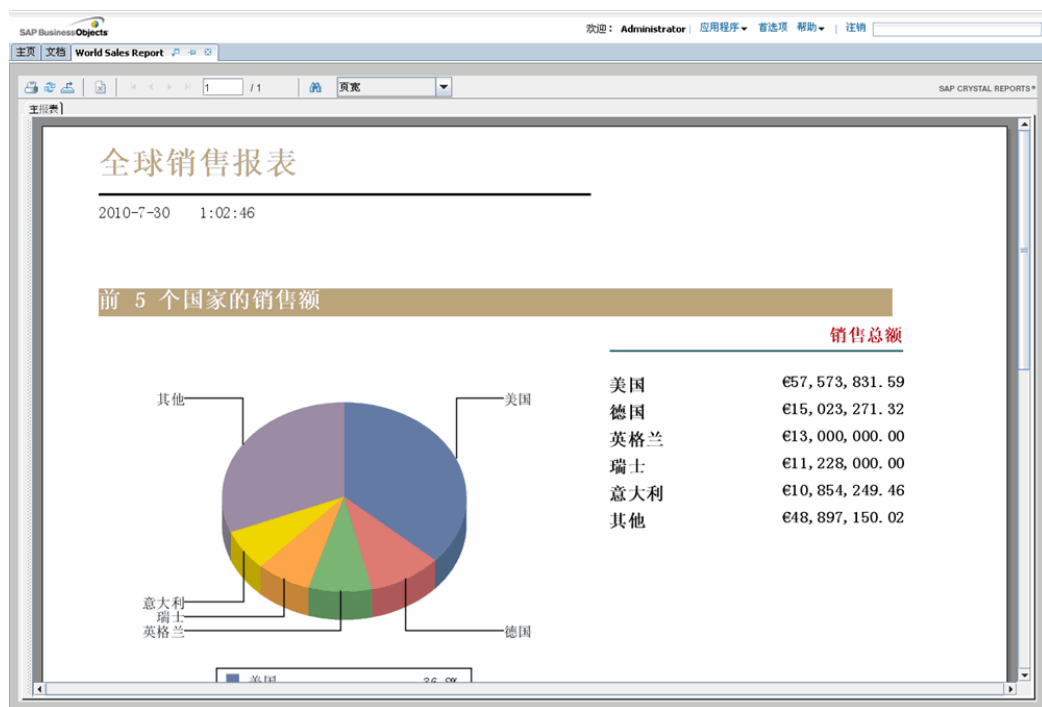 SAP BusinessObjects 欢迎： Administrator | 应用程序 首选项 帮助 | 注销
主页 文档 World Sales Report
1 / 1 页宽 SAP CRYSTAL REPORTS®
主报表
全球销售报表
2010-7-30 1:02:46
前 5 个国家的销售额
销售总额
美国 €57,573,831.59
德国 €15,023,271.32
英格兰 €13,000,000.00
瑞士 €11,228,000.00
意大利 €10,854,249.46
其他 €48,897,150.02
其他 美国
意大利
瑞士
英格兰 德国
美国